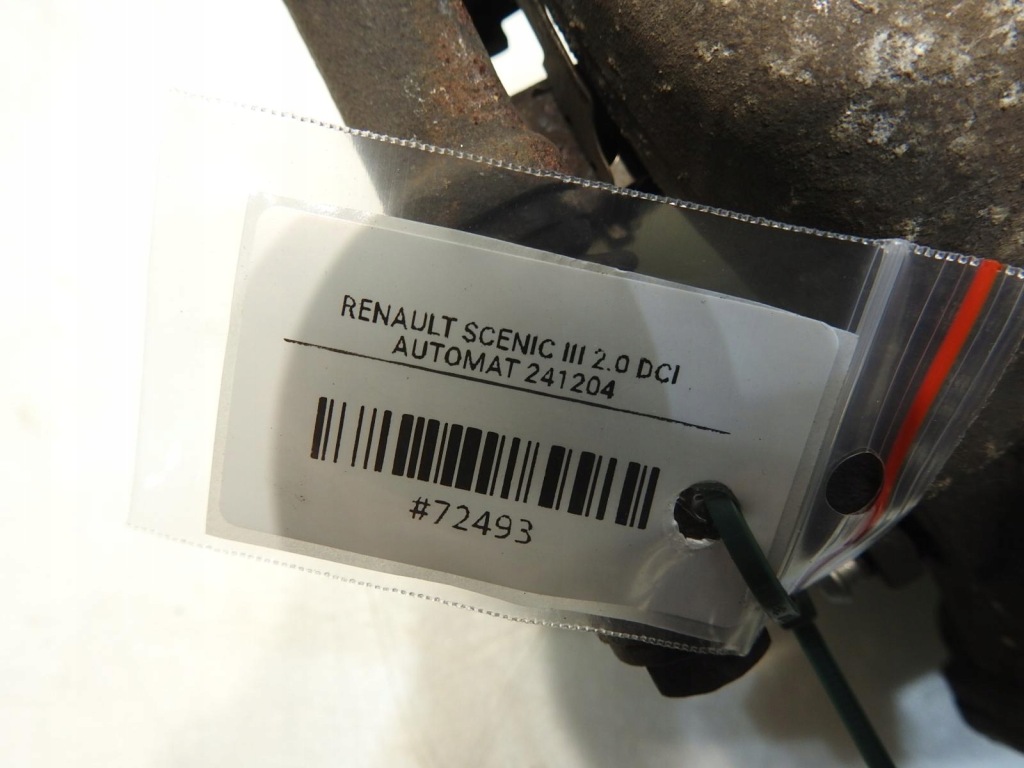 RENAULT SCENIC III 2.0 DCI
AUTOMAT 241204
#72493